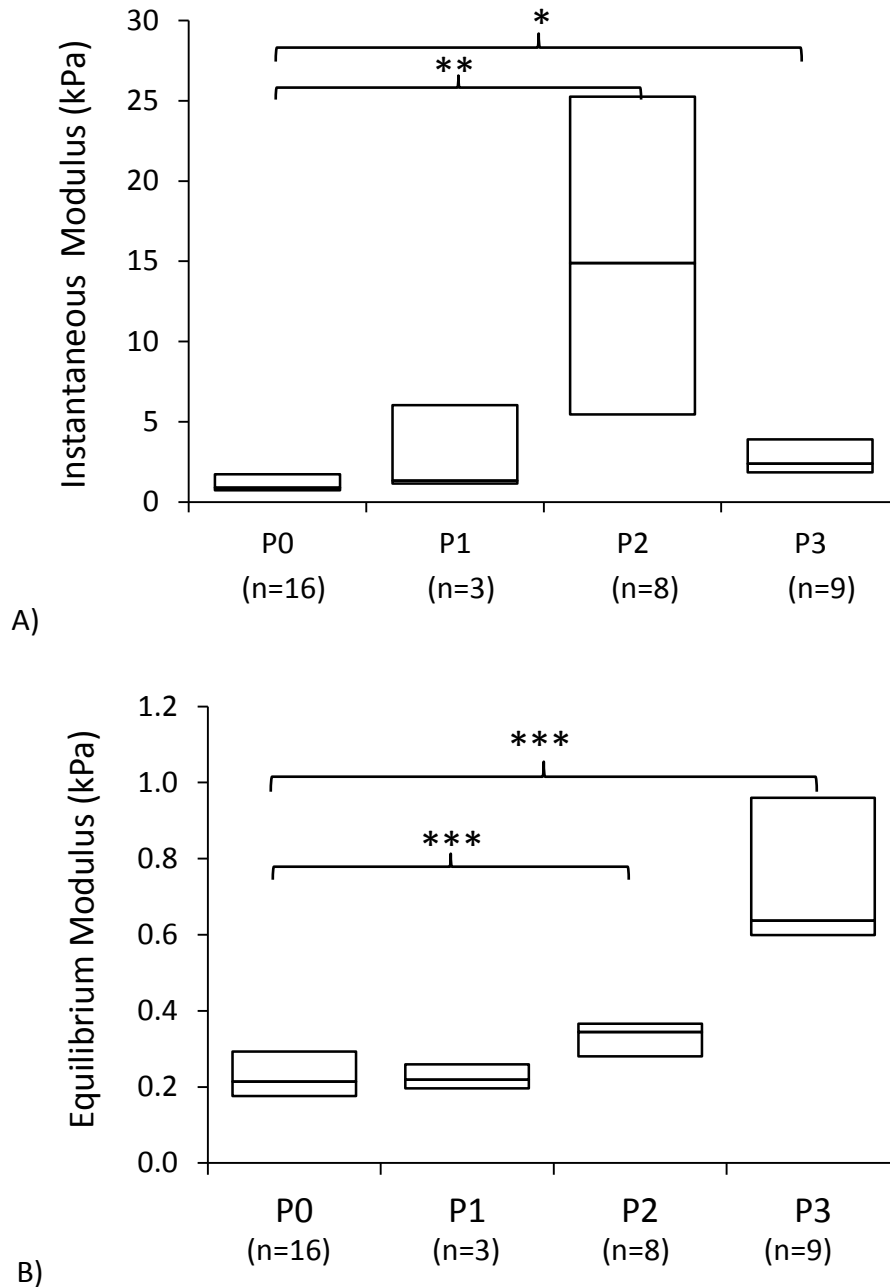 Instantaneous Modulus (kPa)
30
25
20
15
10
5
0
*
**
P0 P1 P2 P3
(n=16) (n=3) (n=8) (n=9)
A)
Equilibrium Modulus (kPa)
1.2
1.0
0.8
0.6
0.4
0.2
0.0
***
***
P0 P1 P2 P3
(n=16) (n=3) (n=8) (n=9)
B)